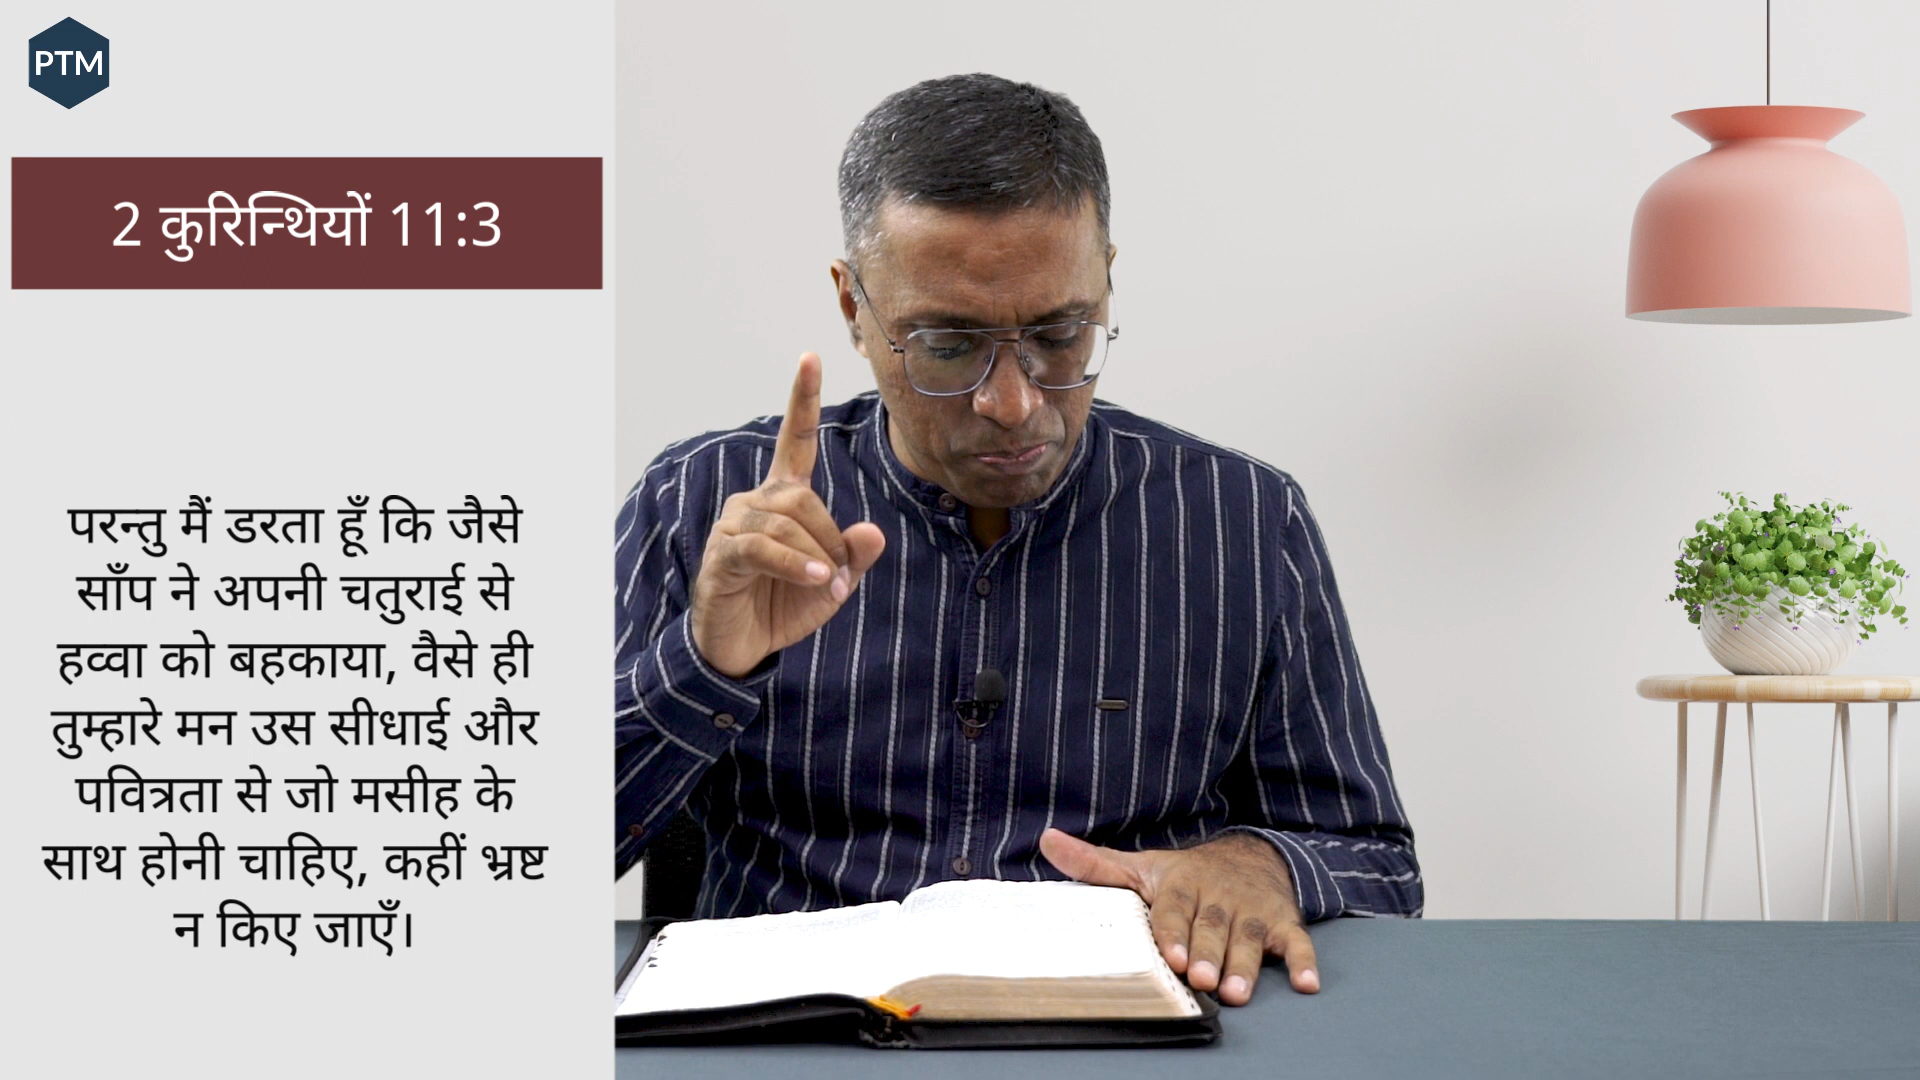 PTM
2 कुरिन्थियों 11:3
परन्तु मैं डरता हूँ कि जैसे
साँप ने अपनी चतुराई से
हव्वा को बहकाया, वैसे ही
तुम्हारे मन उस सीधाई और
पवित्रता से जो मसीह के
साथ होनी चाहिए, कहीं भ्रष्ट
न किए जाएँ।